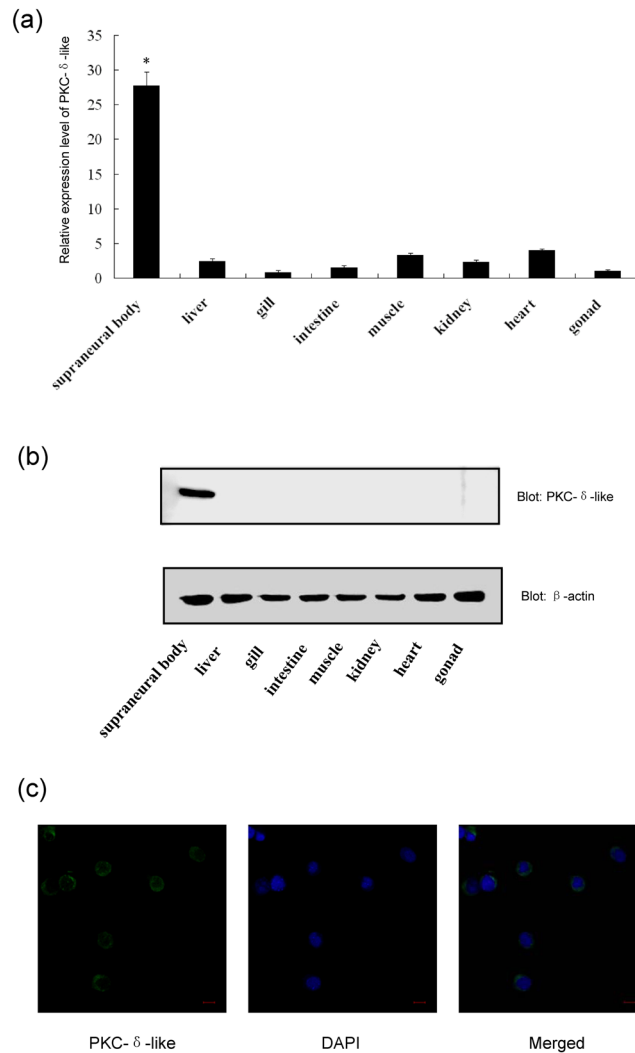 (a)
Relative expression level of PKC-δ-like
35
30
25
20
15
10
5
0
*
supraneural body
liver
gill
intestine
muscle
kidney
heart
gonad
(b)
Blot: PKC-δ-like
Blot: β-actin
supraneural body
liver
gill
intestine
muscle
kidney
heart
gonad
(c)
PKC-δ-like
DAPI
Merged